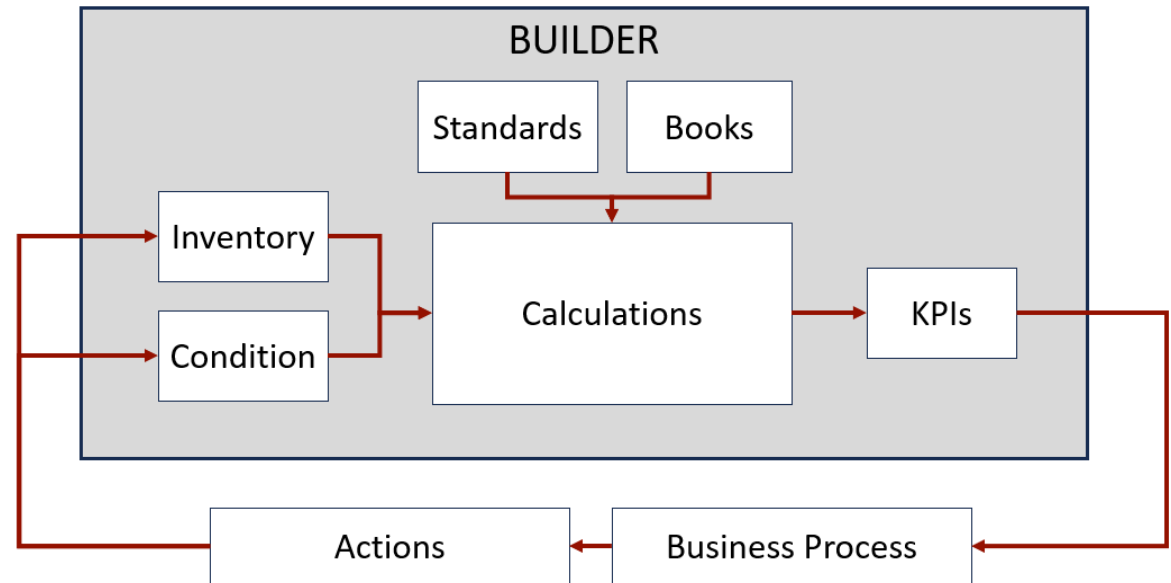 BUILDER
Standards
Books
Inventory
Calculations
KPIs
Condition
Actions
Business Process